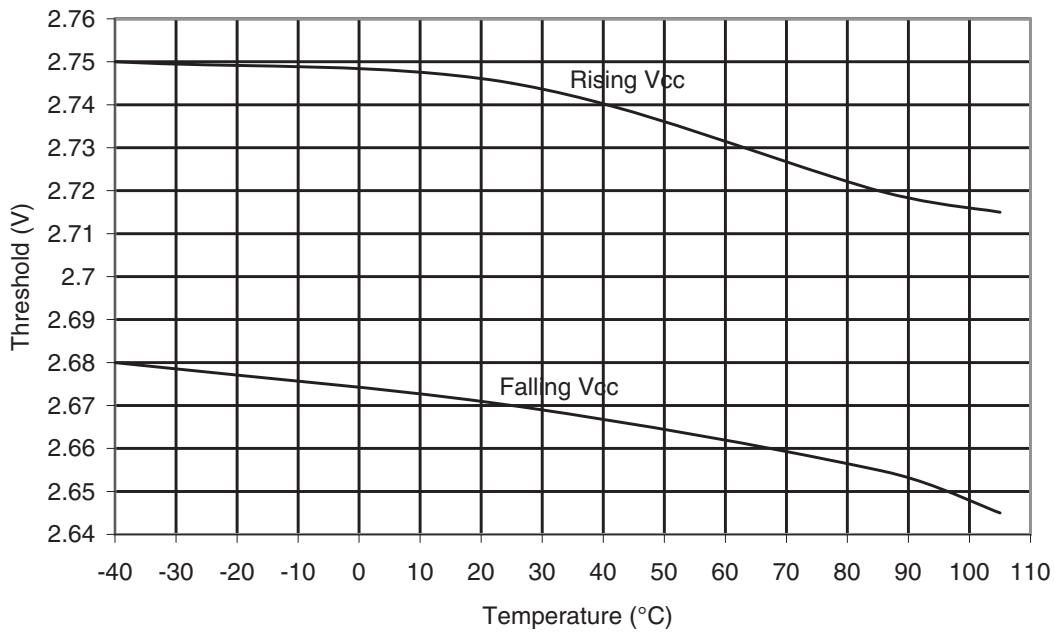 2.76
2.75
2.74
2.73
2.72
2.71
2.7
2.69
2.68
2.67
2.66
2.65
2.64
Threshold (V)
Rising Vcc
Falling Vcc
-40 -30 -20 -10 0 10 20 30 40 50 60 70 80 90 100 110
Temperature (°C)